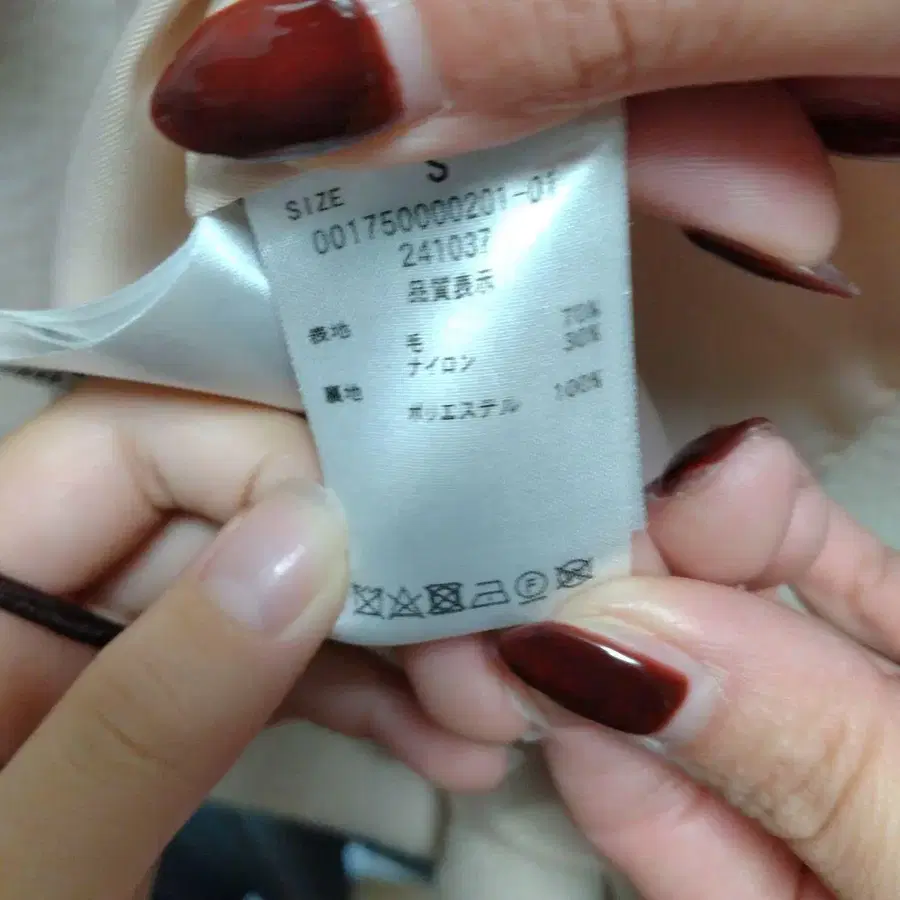 SIZE S
001750000201-01
241037
品質表示
表地 毛 70%
ナイロン 30%
裏地
ポリエステル 100%